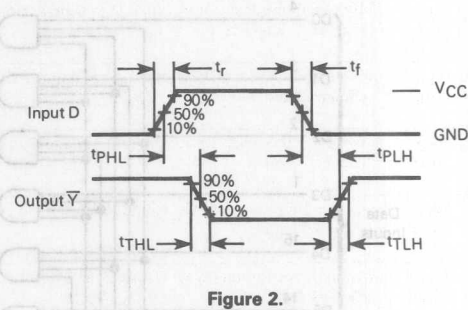 tr
tf
VCC
90%
50%
10%
Input D
GND
tPHL
tPLH
90%
50%
10%
Output Y̅
tTHL
tTLH
Figure 2.